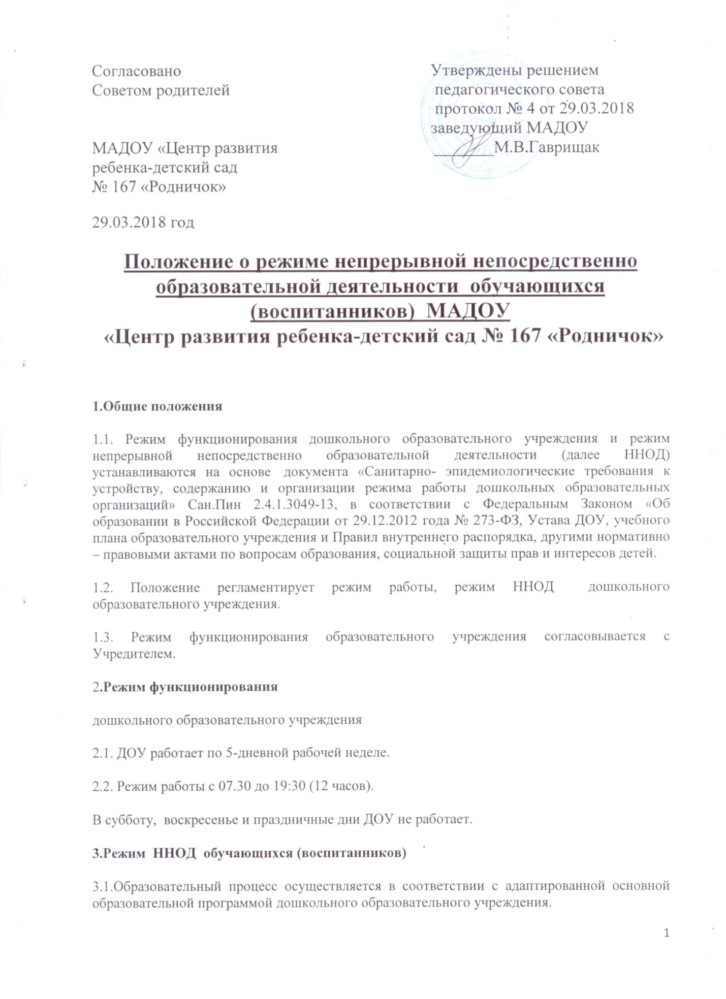 Согласовано
Советом родителей
МАДОУ «Центр развития
ребенка-детский сад
№ 167 «Родничок»
29.03.2018 год
Утверждены решением
педагогического совета
протокол № 4 от 29.03.2018
заведующий МАДОУ
________М.В.Гаврищак
Положение о режиме непрерывной непосредственно
образовательной деятельности обучающихся
(воспитанников) МАДОУ
«Центр развития ребенка-детский сад № 167 «Родничок»
1.Общие положения
1.1. Режим функционирования дошкольного образовательного учреждения и режим
непрерывной непосредственно образовательной деятельности (далее ННОД)
устанавливаются на основе документа «Санитарно- эпидемиологические требования к
устройству, содержанию и организации режима работы дошкольных образовательных
организаций» Сан.Пин 2.4.1.3049-13, в соответствии с Федеральным Законом «Об
образовании в Российской Федерации от 29.12.2012 года № 273-ФЗ, Устава ДОУ, учебного
плана образовательного учреждения и Правил внутреннего распорядка, другими нормативно
– правовыми актами по вопросам образования, социальной защиты прав и интересов детей.
1.2. Положение регламентирует режим работы, режим ННОД дошкольного
образовательного учреждения.
1.3. Режим функционирования образовательного учреждения согласовывается с
Учредителем.
2.Режим функционирования
дошкольного образовательного учреждения
2.1. ДОУ работает по 5-дневной рабочей неделе.
2.2. Режим работы с 07.30 до 19:30 (12 часов).
В субботу, воскресенье и праздничные дни ДОУ не работает.
3.Режим ННОД обучающихся (воспитанников)
3.1.Образовательный процесс осуществляется в соответствии с адаптированной основной
образовательной программой дошкольного образовательного учреждения.
1